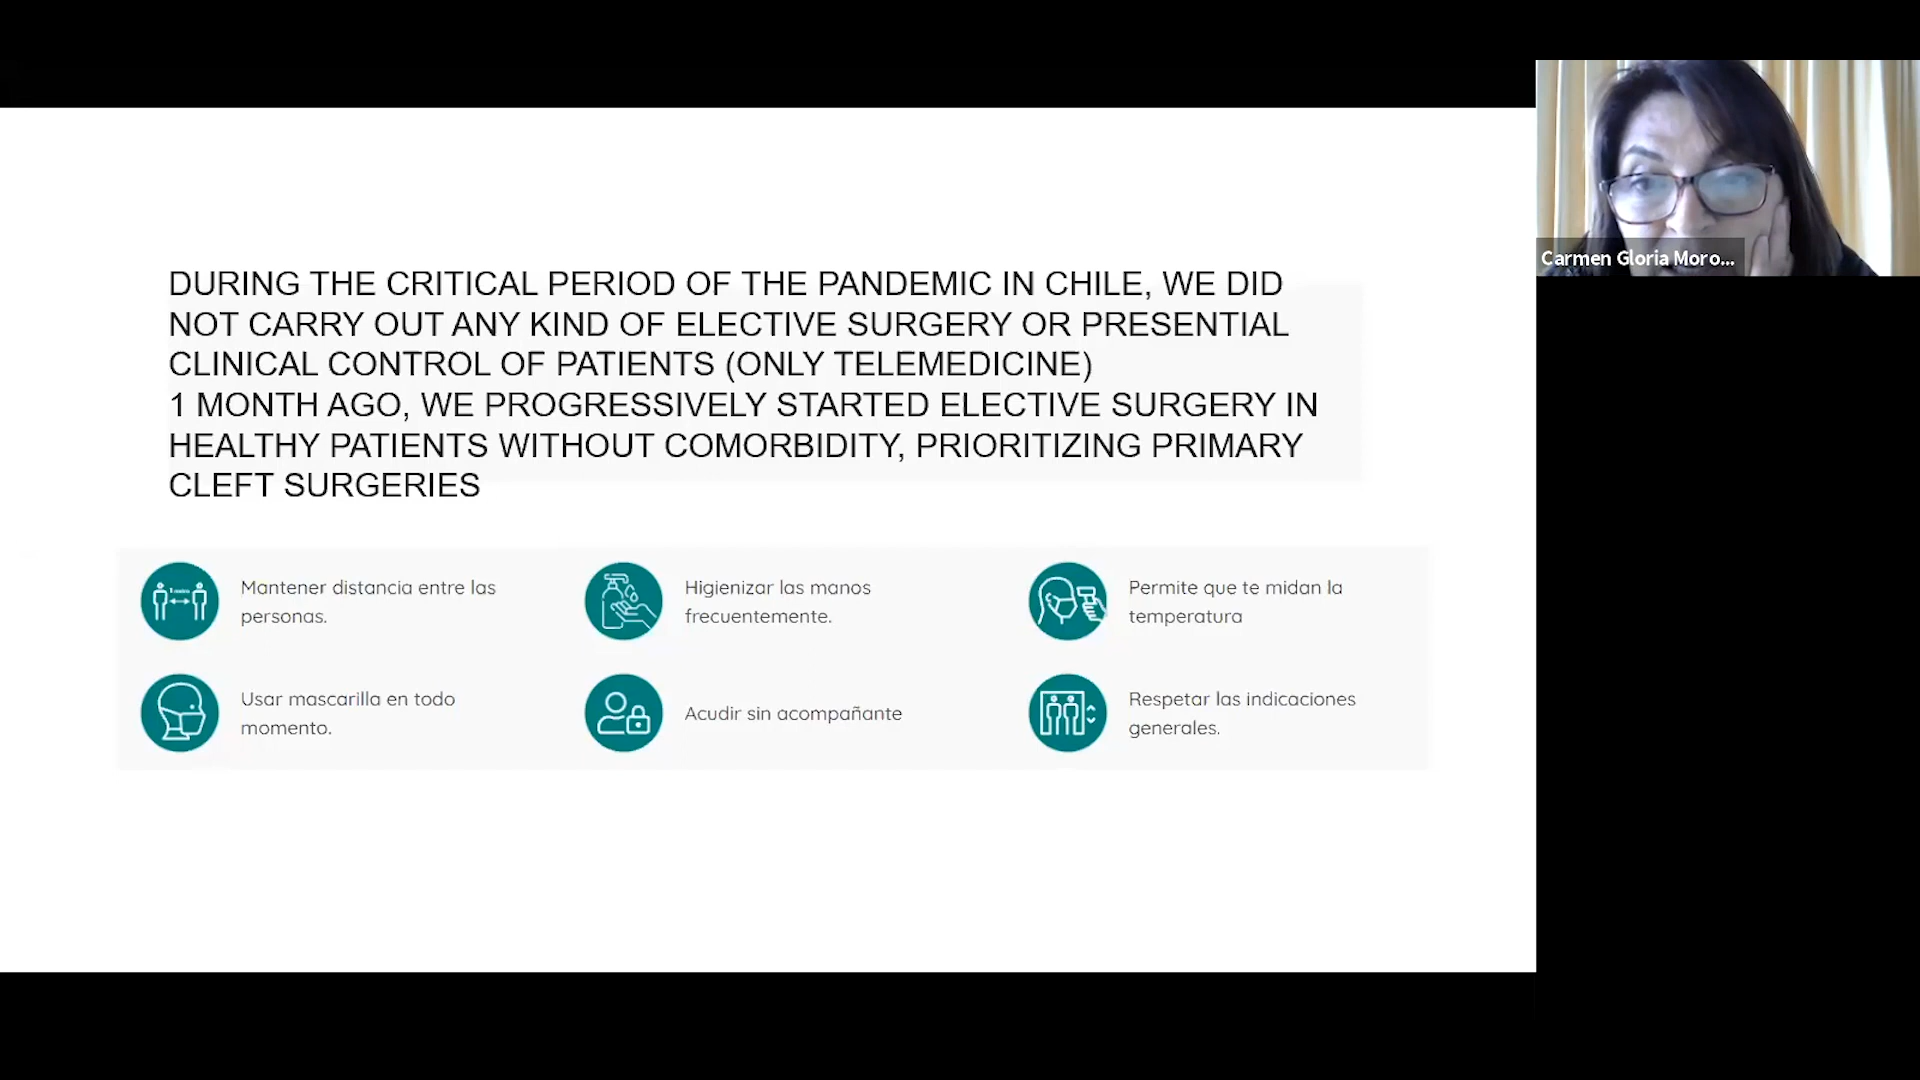 DURING THE CRITICAL PERIOD OF THE PANDEMIC IN CHILE, WE DID
NOT CARRY OUT ANY KIND OF ELECTIVE SURGERY OR PRESENTIAL
CLINICAL CONTROL OF PATIENTS (ONLY TELEMEDICINE)
1 MONTH AGO, WE PROGRESSIVELY STARTED ELECTIVE SURGERY IN
HEALTHY PATIENTS WITHOUT COMORBIDITY, PRIORITIZING PRIMARY
CLEFT SURGERIES
Mantener distancia entre las
personas.
Higienizar las manos
frecuentemente.
Permite que te midan la
temperatura
Usar mascarilla en todo
momento.
Acudir sin acompañante
Respetar las indicaciones
generales.
Carmen Gloria Moro...